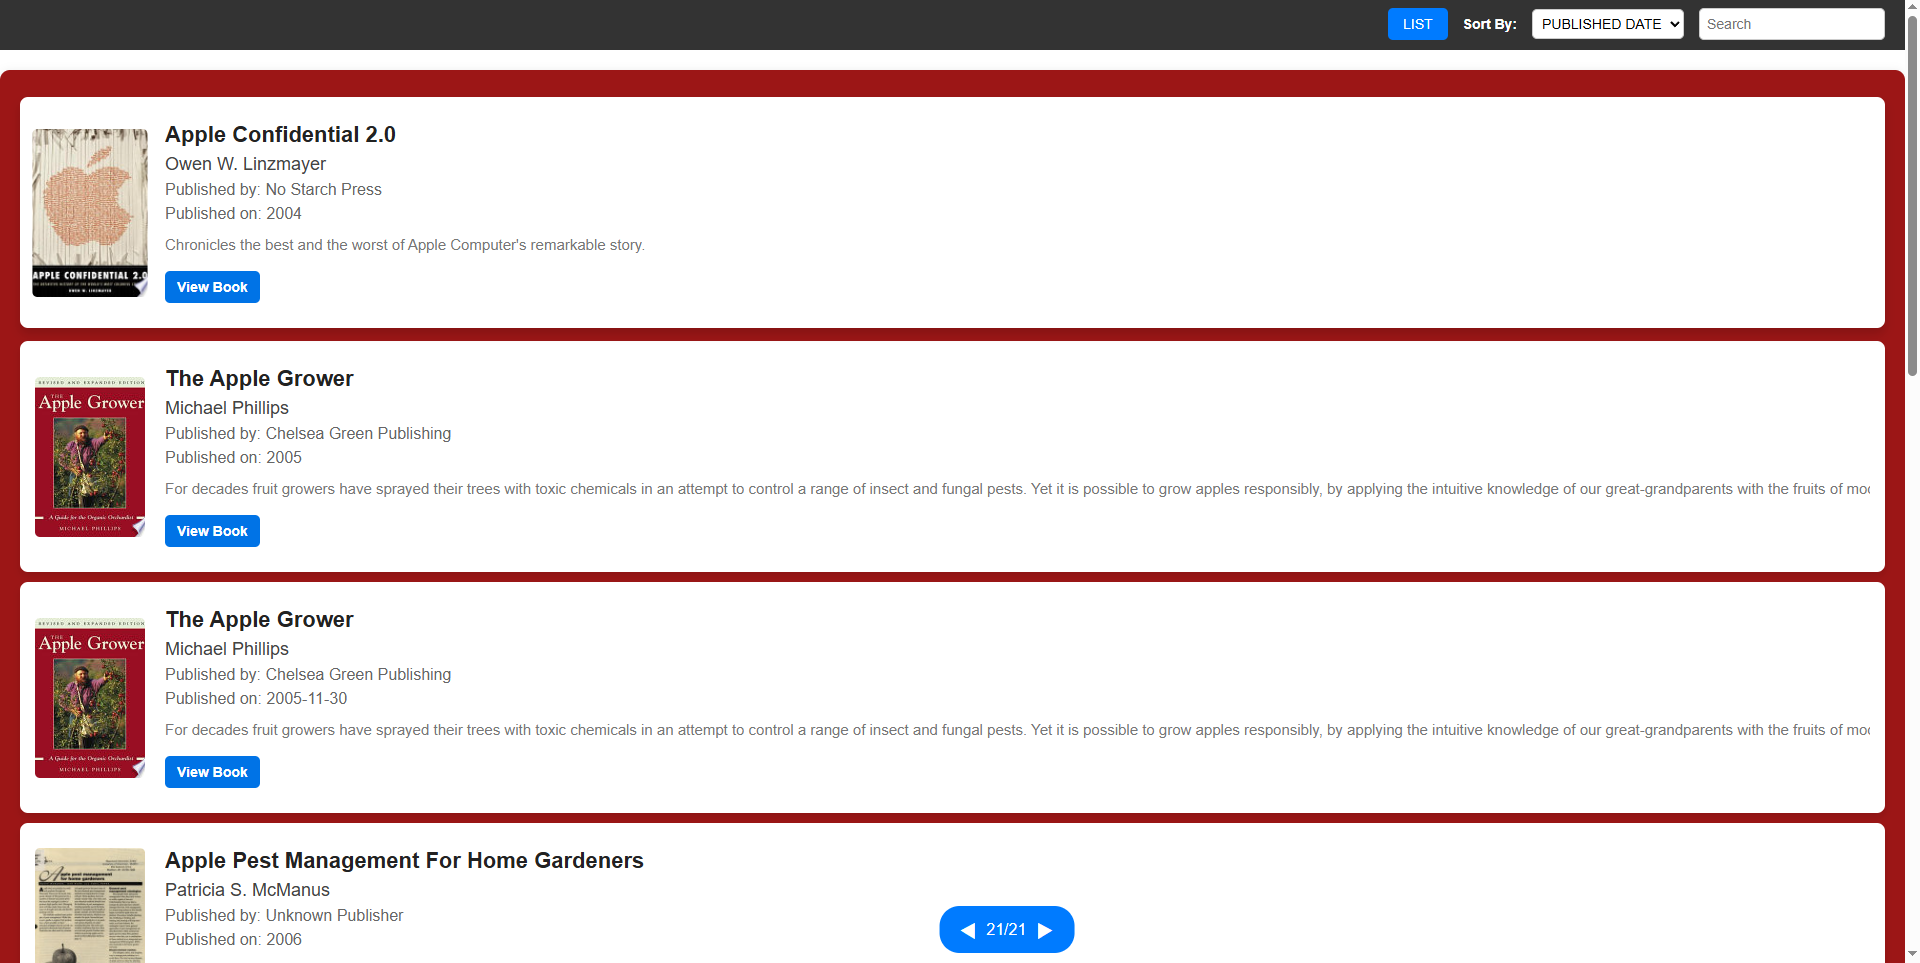 LIST Sort By: PUBLISHED DATE Search
Apple Confidential 2.0
Owen W. Linzmayer
Published by: No Starch Press
Published on: 2004
Chronicles the best and the worst of Apple Computer's remarkable story.
View Book
APPLE CONFIDENTIAL 2.0
OWEN W. LINZMAYER
The Apple Grower
Michael Phillips
Published by: Chelsea Green Publishing
Published on: 2005
For decades fruit growers have sprayed their trees with toxic chemicals in an attempt to control a range of insect and fungal pests. Yet it is possible to grow apples responsibly, by applying the intuitive knowledge of our great-grandparents with the fruits of mo
View Book
REVISED AND EXPANDED EDITION
THE
Apple Grower
A Guide for the Organic Orchardist
MICHAEL PHILLIPS
The Apple Grower
Michael Phillips
Published by: Chelsea Green Publishing
Published on: 2005-11-30
For decades fruit growers have sprayed their trees with toxic chemicals in an attempt to control a range of insect and fungal pests. Yet it is possible to grow apples responsibly, by applying the intuitive knowledge of our great-grandparents with the fruits of mo
View Book
REVISED AND EXPANDED EDITION
THE
Apple Grower
A Guide for the Organic Orchardist
MICHAEL PHILLIPS
Apple Pest Management For Home Gardeners
Patricia S. McManus
Published by: Unknown Publisher
Published on: 2006
Apple pest management
for home gardeners
21/21